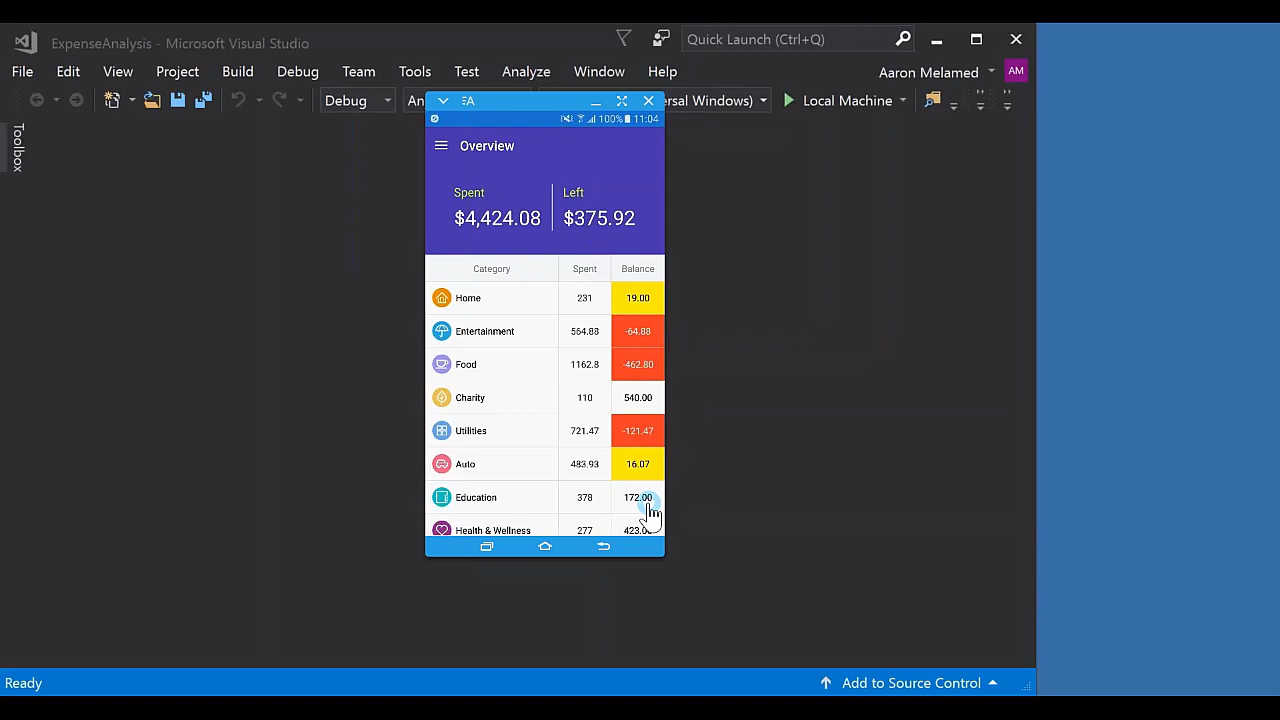 ExpenseAnalysis - Microsoft Visual Studio
Quick Launch (Ctrl+Q)
File Edit View Project Build Debug Team Tools Test Analyze Window Help
Aaron Melamed AM
Debug An rsal Windows) Local Machine
Toolbox
ΞA
100% 11:04
Overview
Spent Left
$4,424.08 $375.92
Category Spent Balance
Home 231 19.00
Entertainment 564.88 -64.88
Food 1162.8 -462.80
Charity 110 540.00
Utilities 721.47 -121.47
Auto 483.93 16.07
Education 378 172.00
Health & Wellness 277
Ready
Add to Source Control